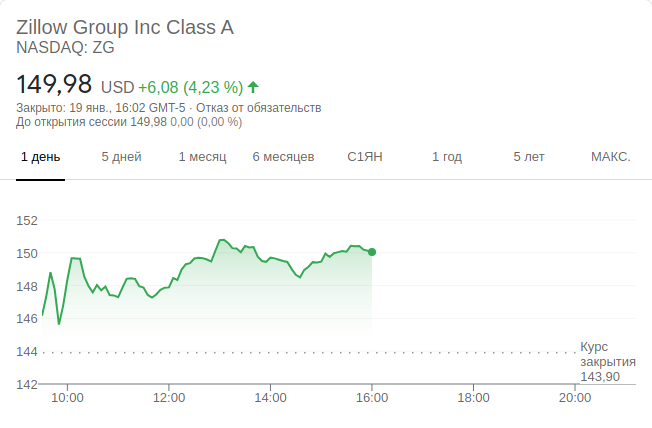 Zillow Group Inc Class A
NASDAQ: ZG
149,98 USD +6,08 (4,23 %)
Закрыто: 19 янв., 16:02 GMT-5 · Отказ от обязательств
До открытия сессии 149,98 0,00 (0,00 %)
1 день 5 дней 1 месяц 6 месяцев С1ЯН 1 год 5 лет МАКС.
152
150
148
146
144
Курс
закрытия
143,90
142
10:00 12:00 14:00 16:00 18:00 20:00